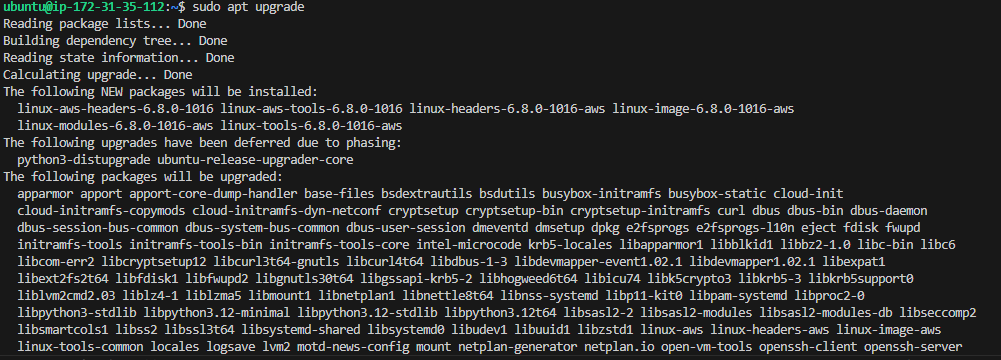 ubuntu@ip-172-31-35-112:~$ sudo apt upgrade
Reading package lists... Done
Building dependency tree... Done
Reading state information... Done
Calculating upgrade... Done
The following NEW packages will be installed:
  linux-aws-headers-6.8.0-1016 linux-aws-tools-6.8.0-1016 linux-headers-6.8.0-1016-aws linux-image-6.8.0-1016-aws
  linux-modules-6.8.0-1016-aws linux-tools-6.8.0-1016-aws
The following upgrades have been deferred due to phasing:
  python3-distupgrade ubuntu-release-upgrader-core
The following packages will be upgraded:
  apparmor apport apport-core-dump-handler base-files bsdextrautils bsdutils busybox-initramfs busybox-static cloud-init
  cloud-initramfs-copymods cloud-initramfs-dyn-netconf cryptsetup cryptsetup-bin cryptsetup-initramfs curl dbus dbus-bin dbus-daemon
  dbus-session-bus-common dbus-system-bus-common dbus-user-session dmeventd dmsetup dpkg e2fsprogs e2fsprogs-l10n eject fdisk fwupd
  initramfs-tools initramfs-tools-bin initramfs-tools-core intel-microcode krb5-locales libapparmor1 libblkid1 libbz2-1.0 libc-bin libc6
  libcom-err2 libcryptsetup12 libcurl3t64-gnutls libcurl4t64 libdbus-1-3 libdevmapper-event1.02.1 libdevmapper1.02.1 libexpat1
  libext2fs2t64 libfdisk1 libfwupd2 libgnutls30t64 libgssapi-krb5-2 libhogweed6t64 libicu74 libk5crypto3 libkrb5-3 libkrb5support0
  liblvm2cmd2.03 liblz4-1 liblzma5 libmount1 libnetplan1 libnettle8t64 libnss-systemd libp11-kit0 libpam-systemd libproc2-0
  libpython3-stdlib libpython3.12-minimal libpython3.12-stdlib libpython3.12t64 libsasl2-2 libsasl2-modules libsasl2-modules-db libseccomp2
  libsmartcols1 libss2 libssl3t64 libsystemd-shared libsystemd0 libudev1 libuuid1 libzstd1 linux-aws linux-headers-aws linux-image-aws
  linux-tools-common locales logsave lvm2 motd-news-config mount netplan-generator netplan.io open-vm-tools openssh-client openssh-server